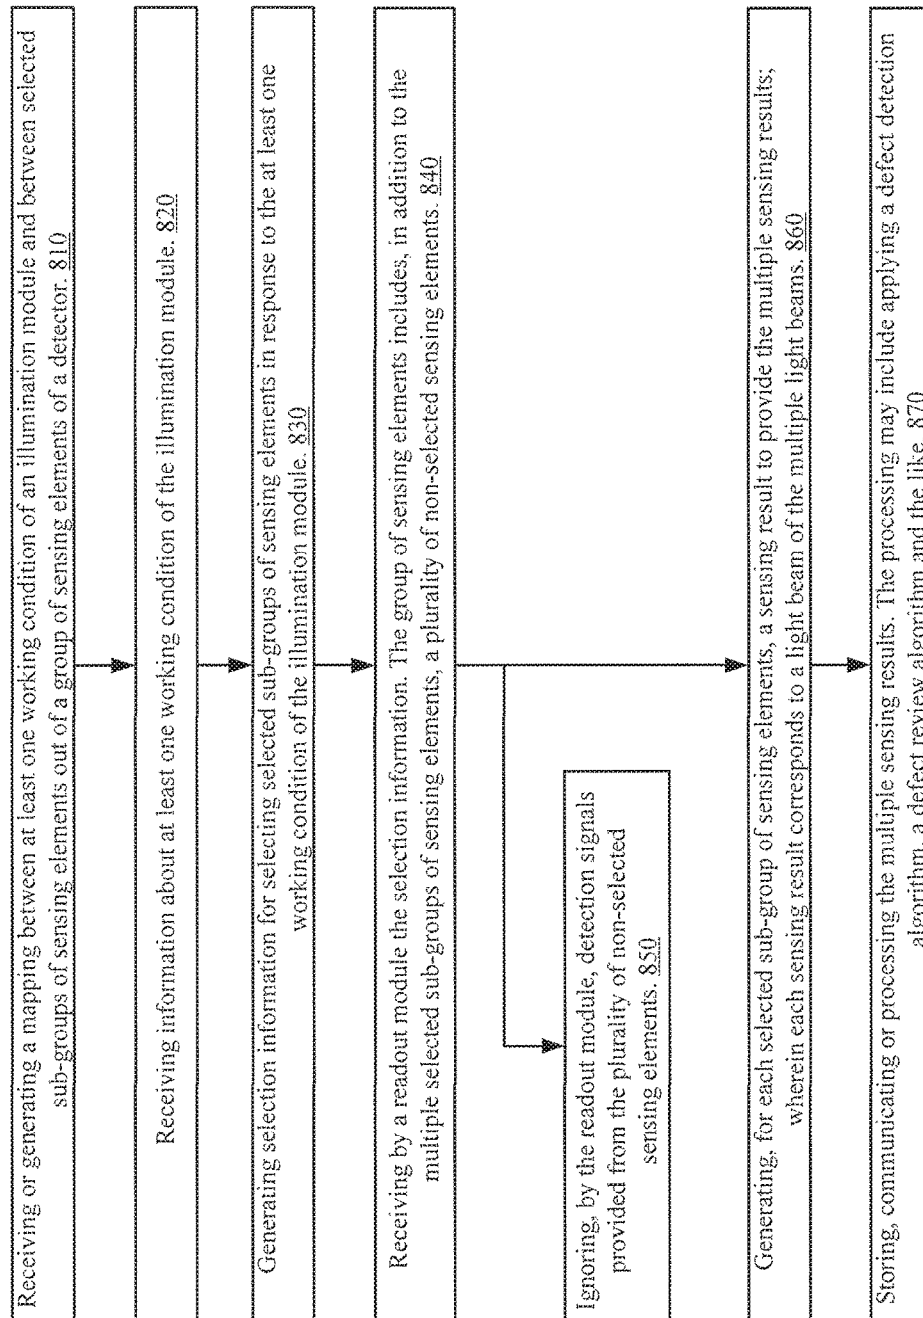 Receiving or generating a mapping between at least one working condition of an illumination module and between selected
sub-groups of sensing elements out of a group of sensing elements of a detector. 810
Receiving information about at least one working condition of the illumination module. 820
Generating selection information for selecting selected sub-groups of sensing elements in response to the at least one
working condition of the illumination module. 830
Receiving by a readout module the selection information. The group of sensing elements includes, in addition to the
multiple selected sub-groups of sensing elements, a plurality of non-selected sensing elements. 840
Ignoring, by the readout module, detection signals
provided from the plurality of non-selected
sensing elements. 850
Generating, for each selected sub-group of sensing elements, a sensing result to provide the multiple sensing results;
wherein each sensing result corresponds to a light beam of the multiple light beams. 860
Storing, communicating or processing the multiple sensing results. The processing may include applying a defect detection
algorithm, a defect review algorithm and the like. 870